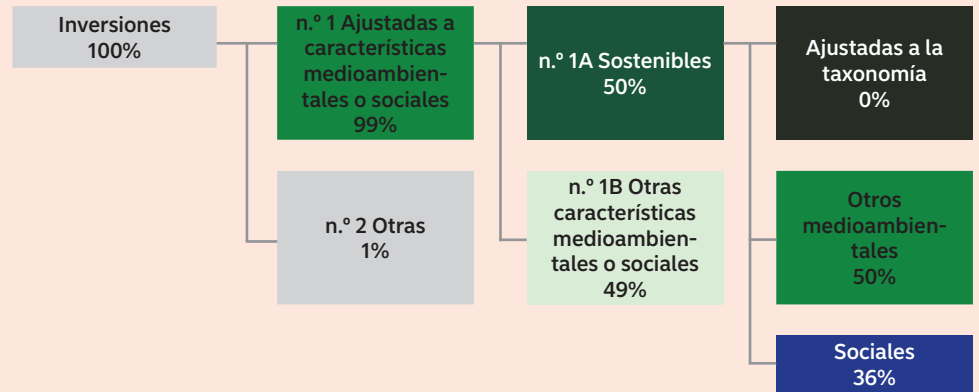 Inversiones
100%
n.º 1 Ajustadas a
características
medioambien-
tales o sociales
99%
n.º 2 Otras
1%
n.º 1A Sostenibles
50%
n.º 1B Otras
características
medioambien-
tales o sociales
49%
Ajustadas a la
taxonomía
0%
Otros
medioambien-
tales
50%
Sociales
36%